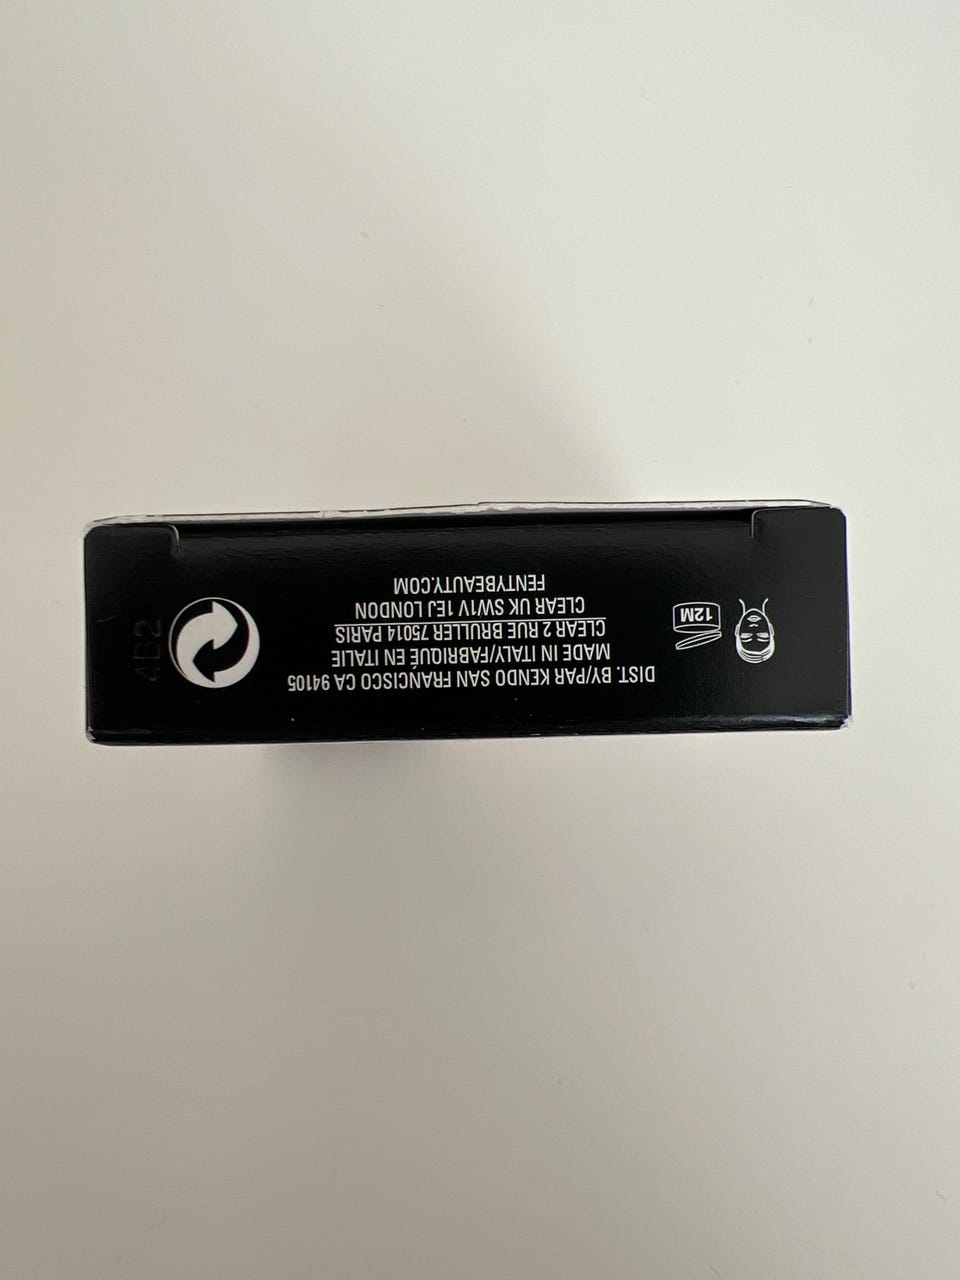 DIST. BY/PAR KENDO SAN FRANCISCO CA 94105
MADE IN ITALY/FABRIQUÉ EN ITALIE
CLEAR 2 RUE BRULLER 75014 PARIS
CLEAR UK SW1V 1EJ LONDON
FENTYBEAUTY.COM
12M
4B2